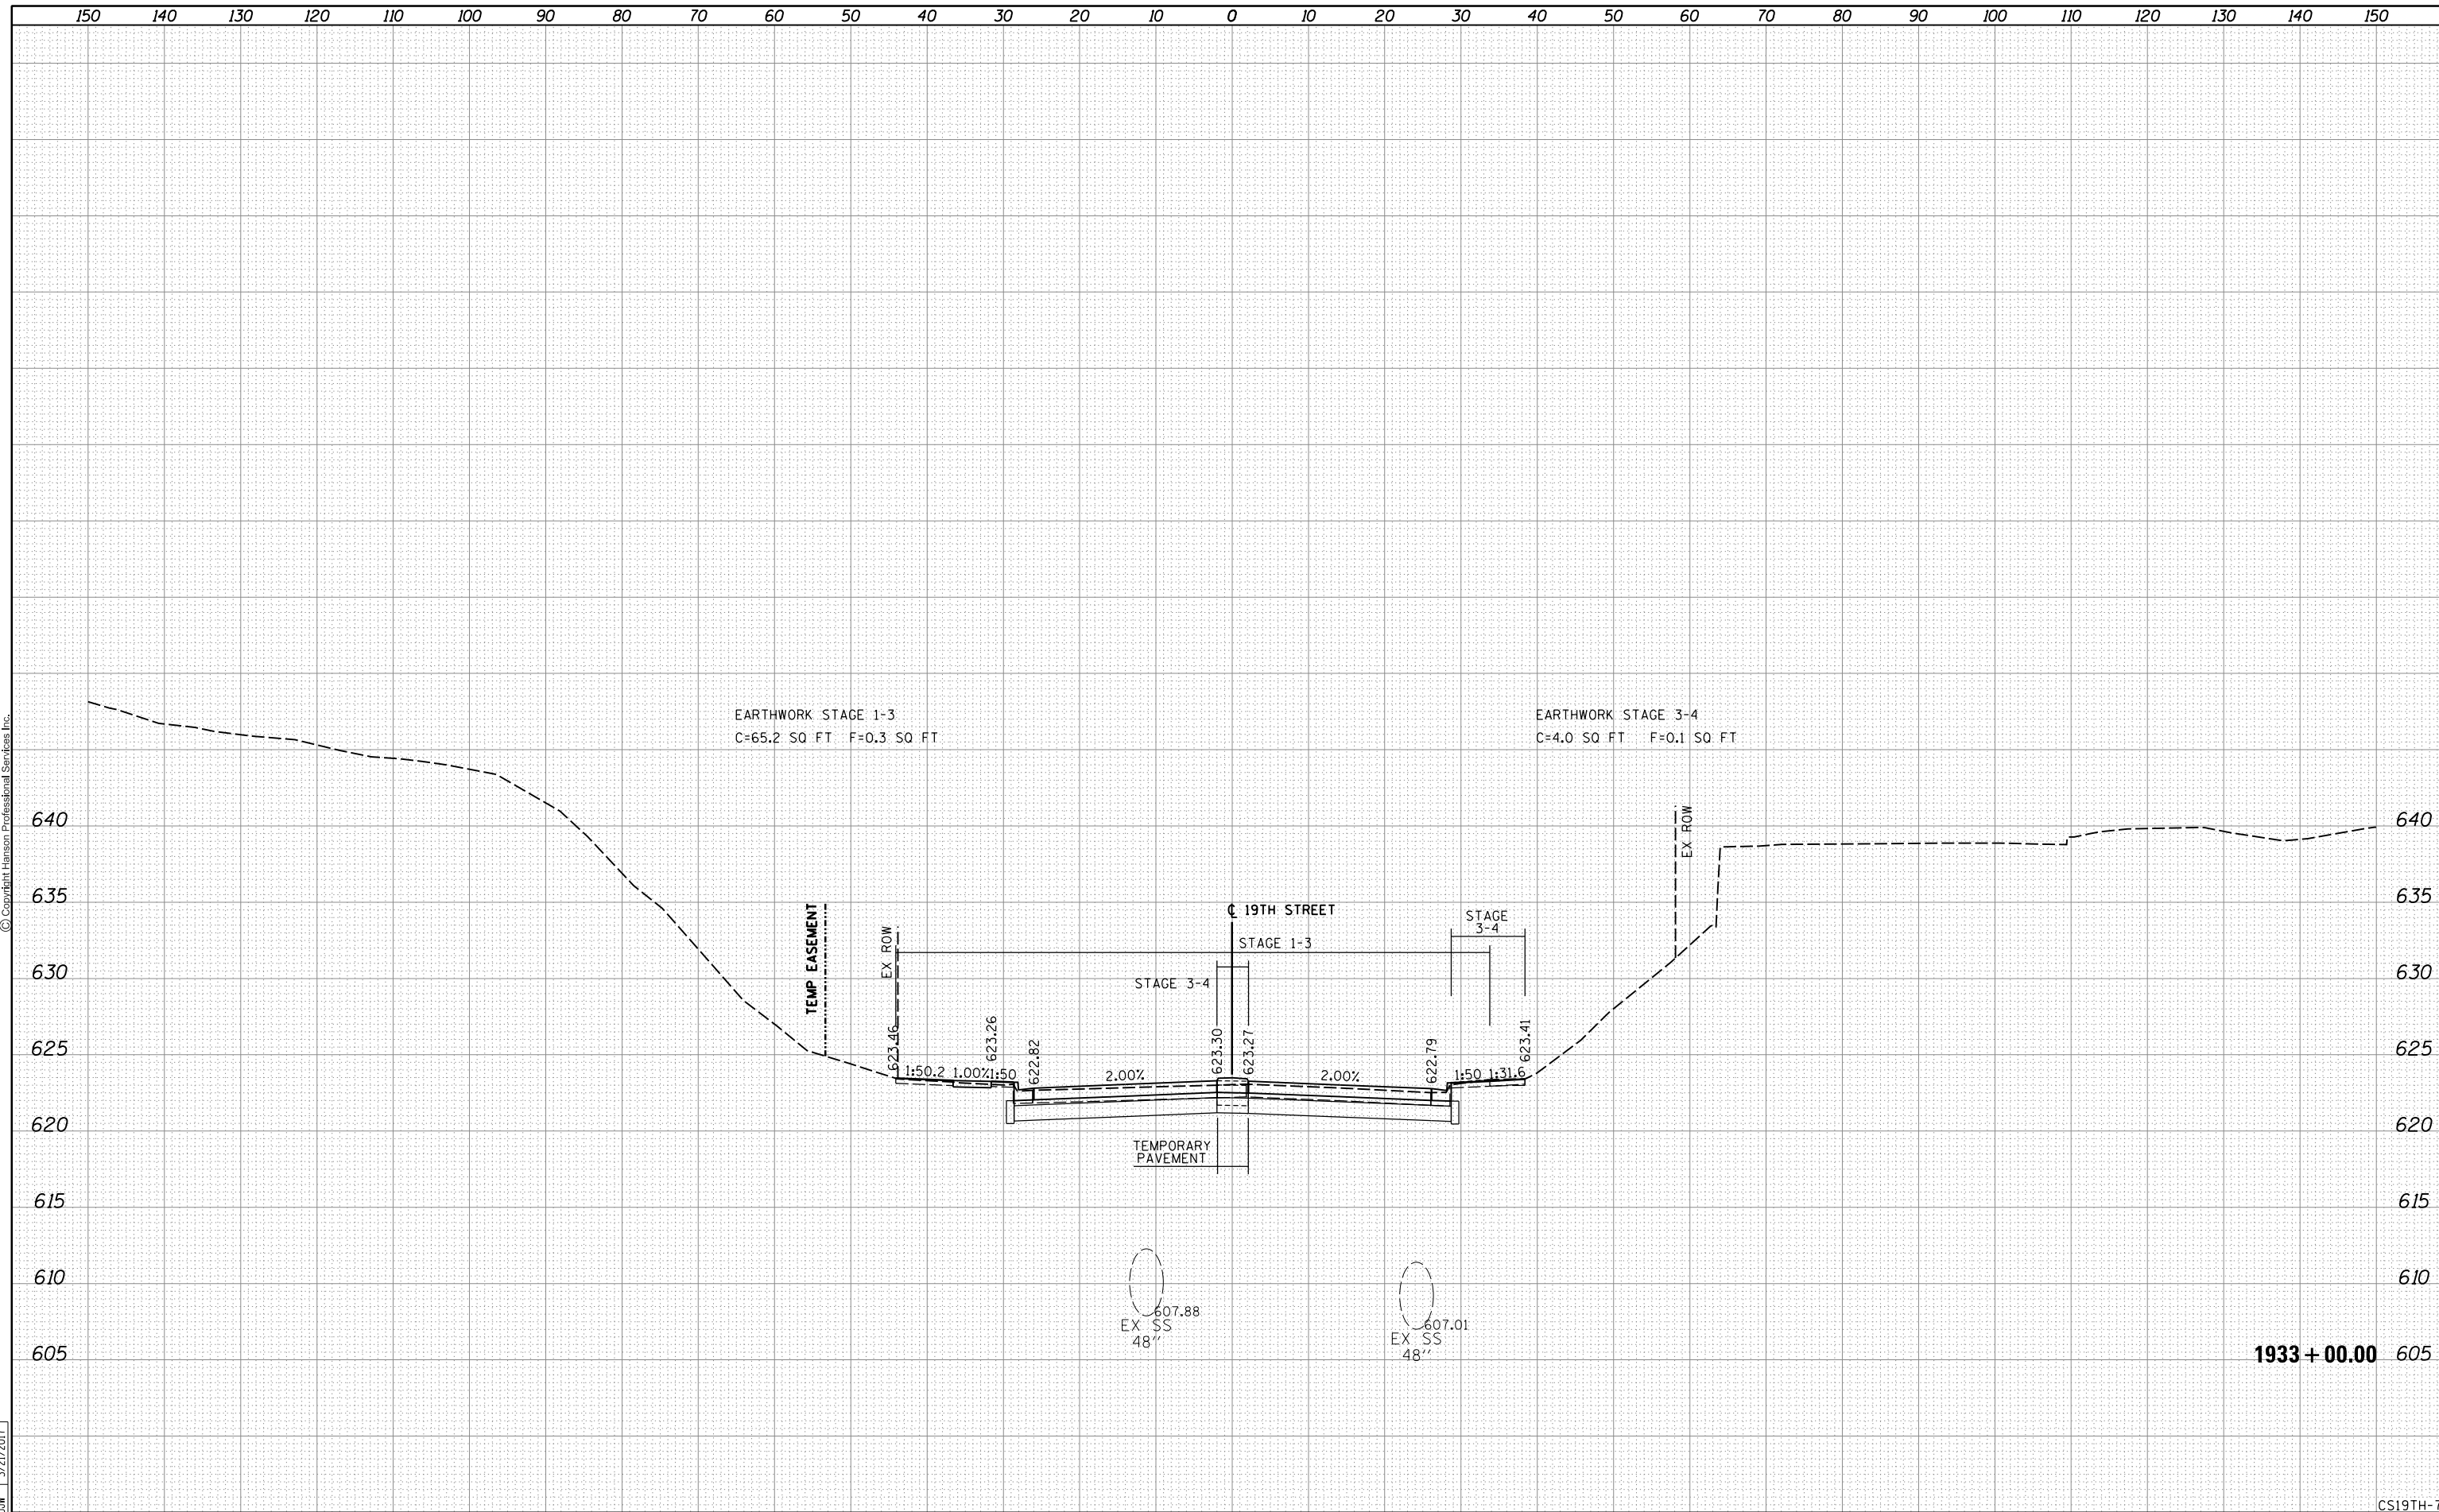 150 140 130 120 110 100 90 80 70 60 50 40 30 20 10 0 10 20 30 40 50 60 70 80 90 100 110 120 130 140 150
EARTHWORK STAGE 1-3
C=65.2 SQ FT F=0.3 SQ FT
EARTHWORK STAGE 3-4
C=4.0 SQ FT F=0.1 SQ FT
© Copyright Hanson Professional Services Inc.
640
EX ROW
640
635
TEMP EASEMENT
EX ROW
℄ 19TH STREET
STAGE
3-4
STAGE 1-3
635
630
STAGE 3-4
630
625
623.46
623.26
622.82
623.30
623.27
622.79
623.41
625
1:50.2
1.00%
1:50
2.00%
2.00%
1:50
1:31.6
620
620
TEMPORARY
PAVEMENT
615
615
610
610
607.88
EX SS
48''
607.01
EX SS
48''
605
1933+00.00
605
CS19TH-7